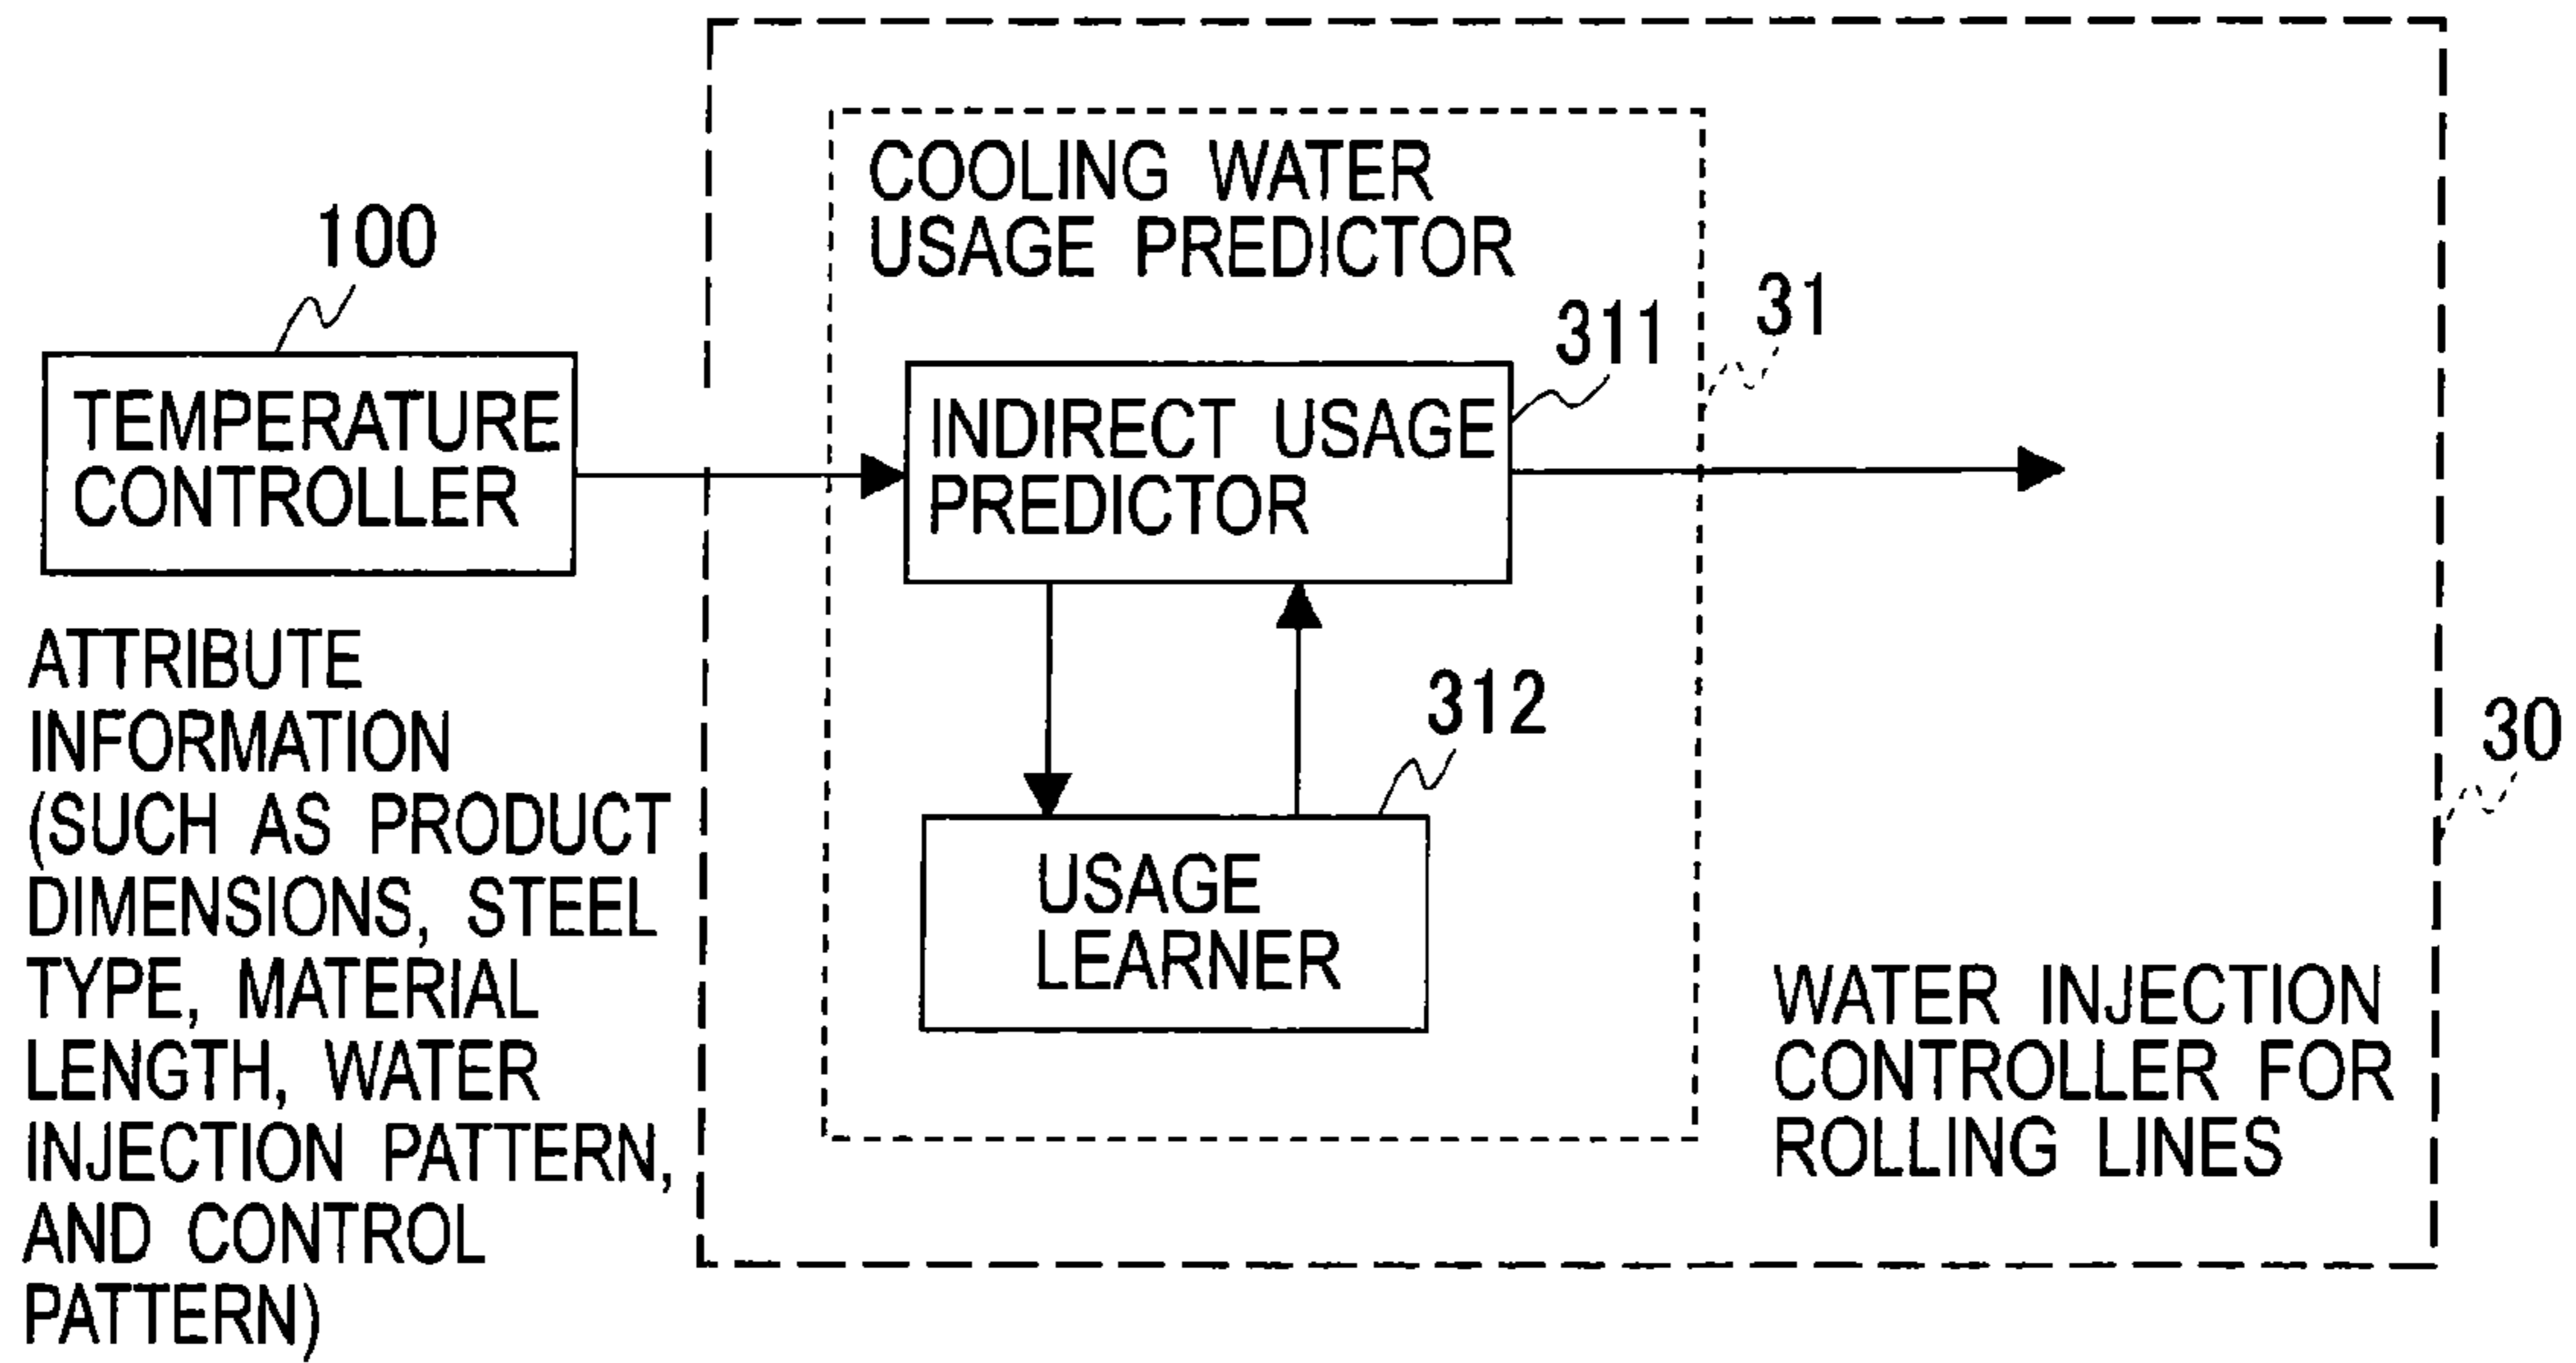 COOLING WATER
USAGE PREDICTOR
100
31
311
TEMPERATURE
CONTROLLER
INDIRECT USAGE
PREDICTOR
ATTRIBUTE
INFORMATION
(SUCH AS PRODUCT
DIMENSIONS, STEEL
TYPE, MATERIAL
LENGTH, WATER
INJECTION PATTERN,
AND CONTROL
PATTERN)
312
30
USAGE
LEARNER
WATER INJECTION
CONTROLLER FOR
ROLLING LINES